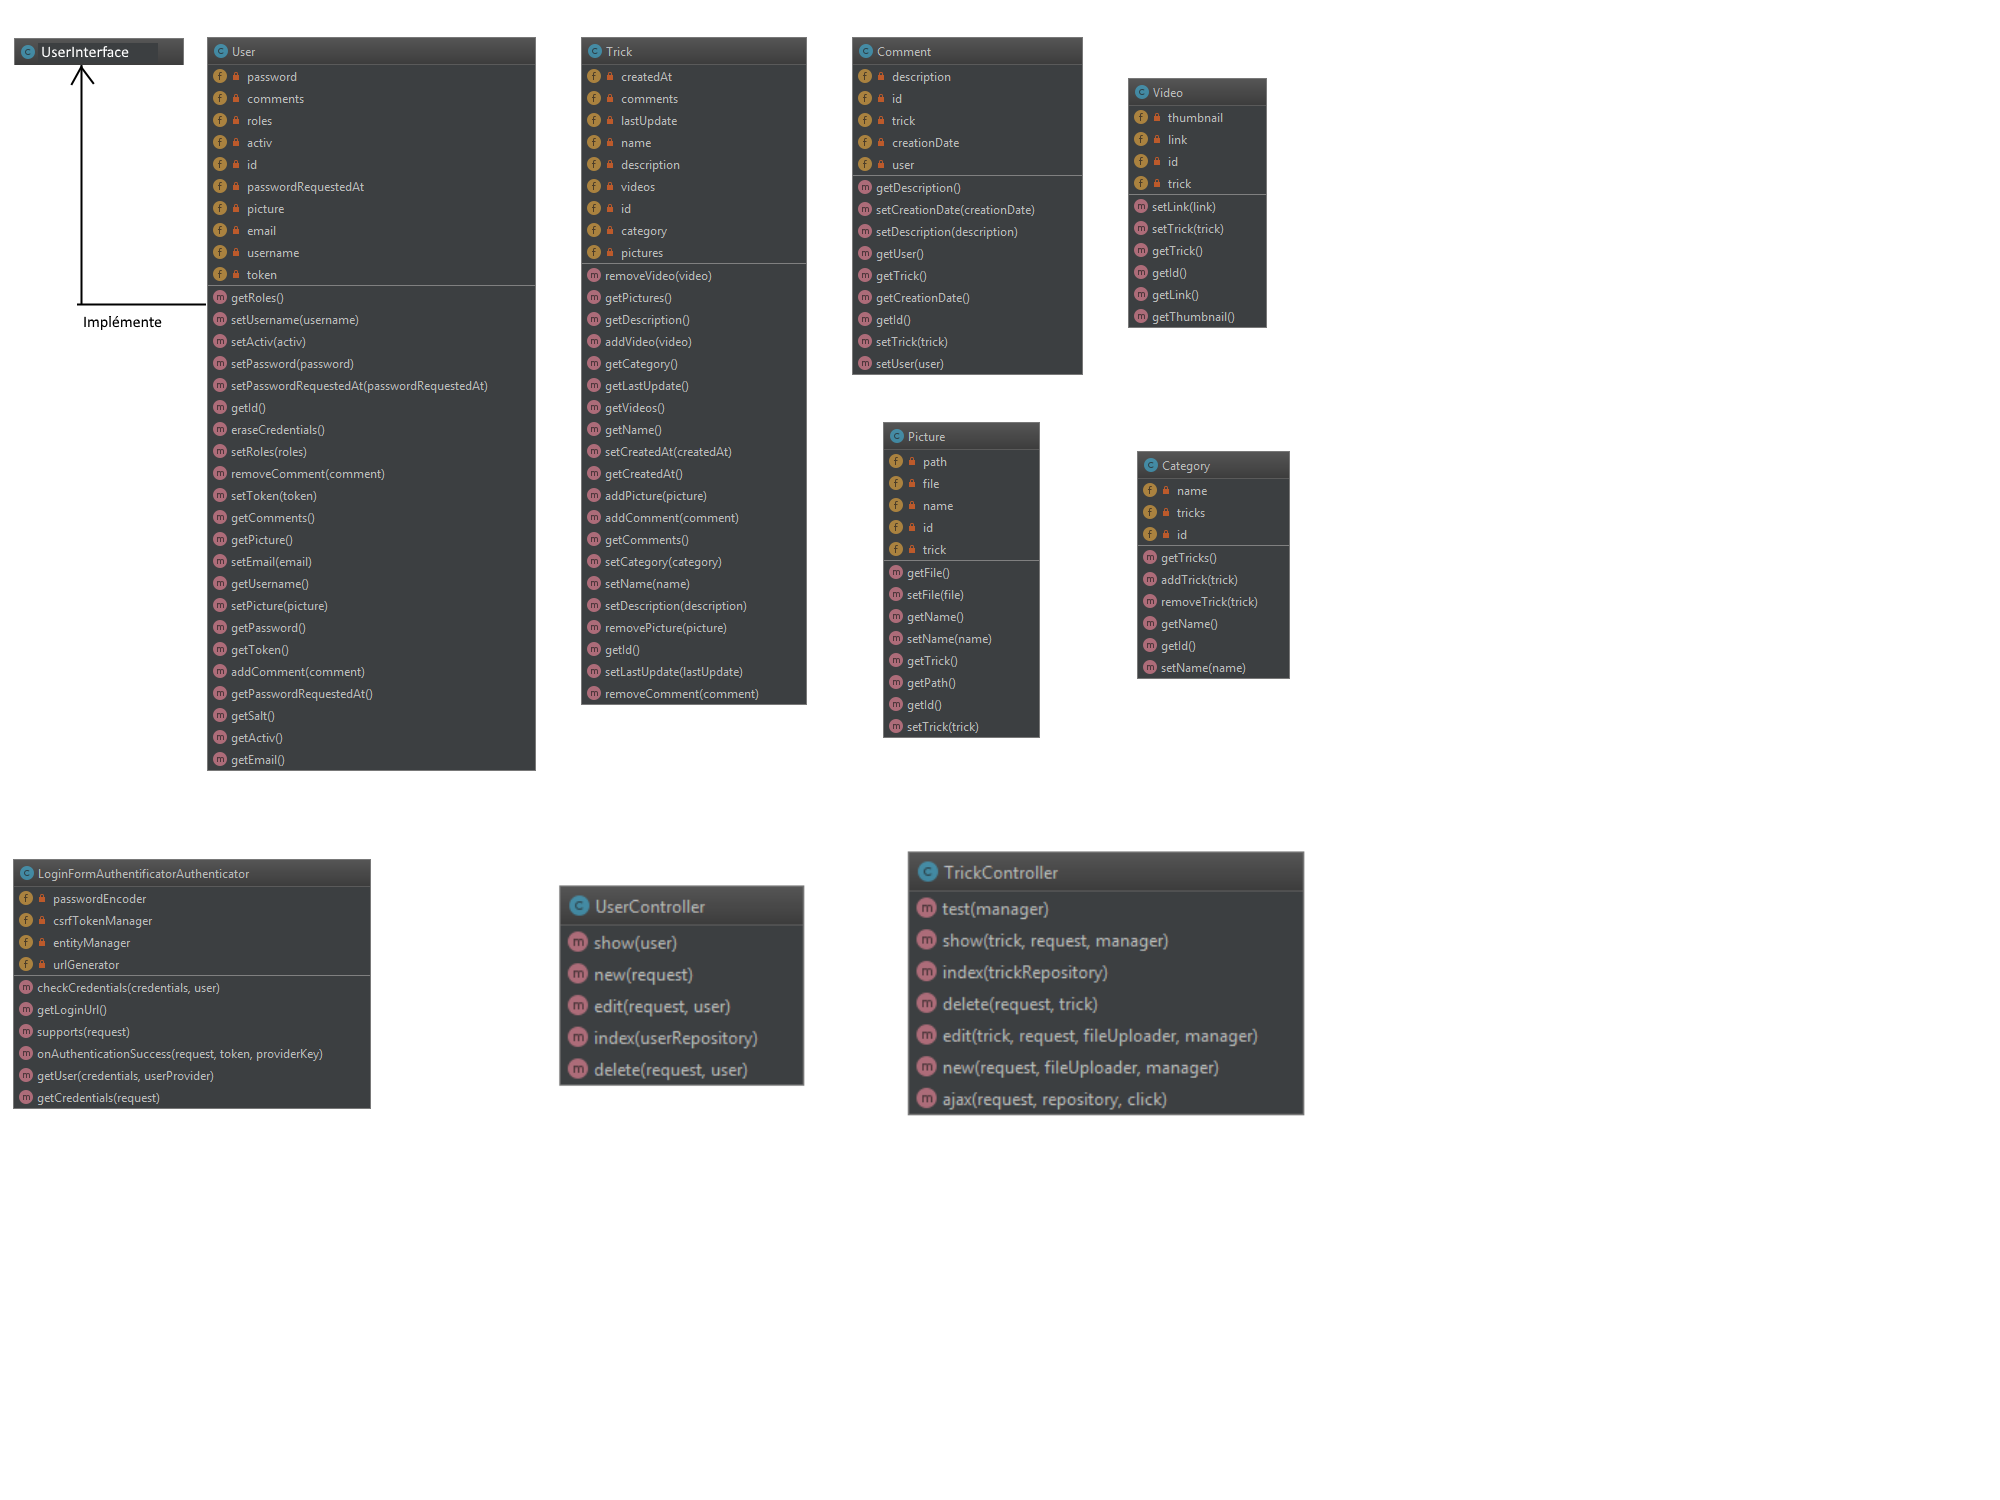 UserInterface
Implémente
User
password
comments
roles
activ
id
passwordRequestedAt
picture
email
username
token
getRoles()
setUsername(username)
setActiv(activ)
setPassword(password)
setPasswordRequestedAt(passwordRequestedAt)
getId()
eraseCredentials()
setRoles(roles)
removeComment(comment)
setToken(token)
getComments()
getPicture()
setEmail(email)
getUsername()
setPicture(picture)
getPassword()
getToken()
addComment(comment)
getPasswordRequestedAt()
getSalt()
getActiv()
getEmail()
Trick
createdAt
comments
lastUpdate
name
description
videos
id
category
pictures
removeVideo(video)
getPictures()
getDescription()
addVideo(video)
getCategory()
getLastUpdate()
getVideos()
getName()
setCreatedAt(createdAt)
getCreatedAt()
addPicture(picture)
addComment(comment)
getComments()
setCategory(category)
setName(name)
setDescription(description)
removePicture(picture)
getId()
setLastUpdate(lastUpdate)
removeComment(comment)
Comment
description
id
trick
creationDate
user
getDescription()
setCreationDate(creationDate)
setDescription(description)
getUser()
getTrick()
getCreationDate()
getId()
setTrick(trick)
setUser(user)
Video
thumbnail
link
id
trick
setLink(link)
setTrick(trick)
getTrick()
getId()
getLink()
getThumbnail()
Picture
path
file
name
id
trick
getFile()
setFile(file)
getName()
setName(name)
getTrick()
getPath()
getId()
setTrick(trick)
Category
name
tricks
id
getTricks()
addTrick(trick)
removeTrick(trick)
getName()
getId()
setName(name)
LoginFormAuthentificatorAuthenticator
passwordEncoder
csrfTokenManager
entityManager
urlGenerator
checkCredentials(credentials, user)
getLoginUrl()
supports(request)
onAuthenticationSuccess(request, token, providerKey)
getUser(credentials, userProvider)
getCredentials(request)
UserController
show(user)
new(request)
edit(request, user)
index(userRepository)
delete(request, user)
TrickController
test(manager)
show(trick, request, manager)
index(trickRepository)
delete(request, trick)
edit(trick, request, fileUploader, manager)
new(request, fileUploader, manager)
ajax(request, repository, click)